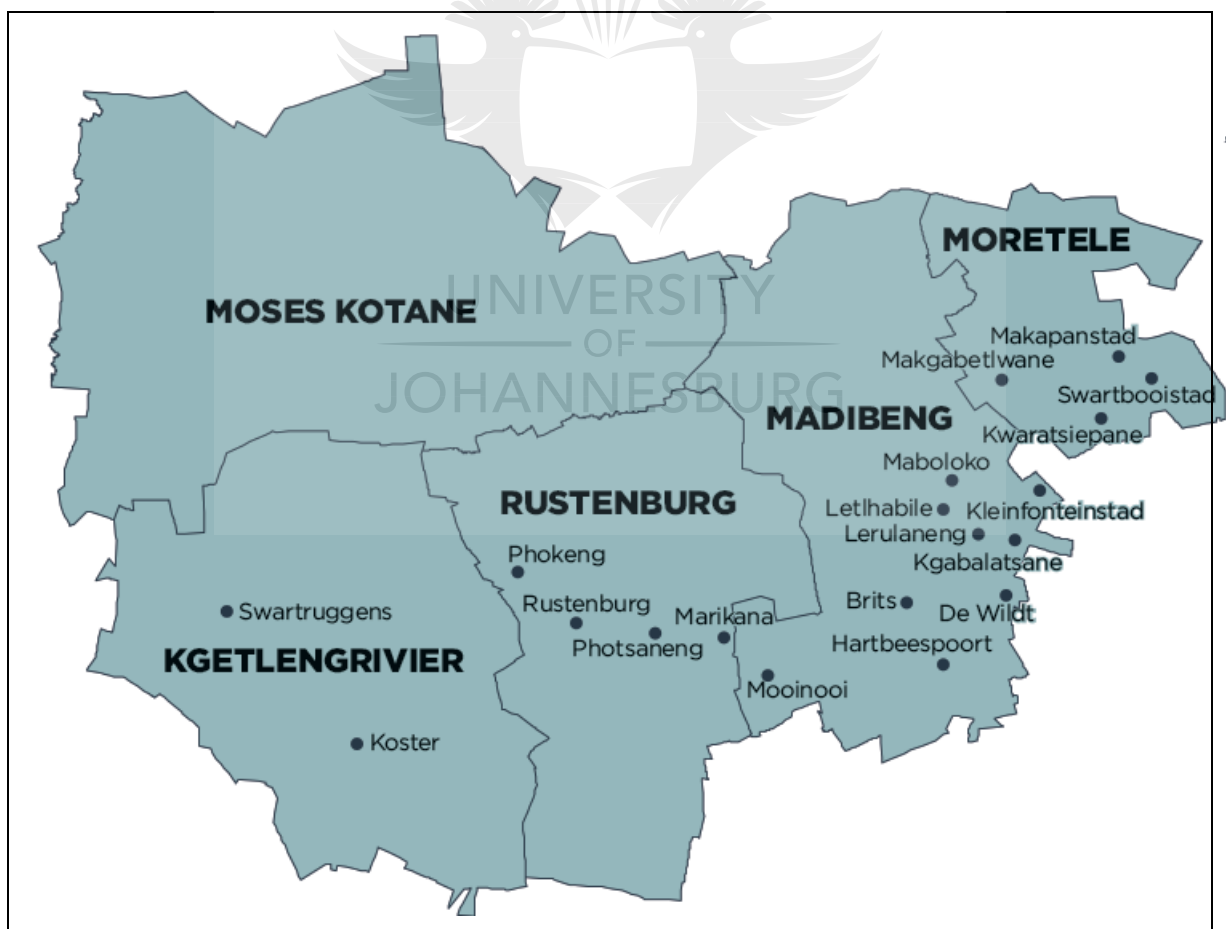 MORETELE
UNIVERSITY
MOSES KOTANE
Makapanstad
OF
Makgabetlwane
JOHANNESBURG
Swartbooistad
MADIBENG
Kwaratsiepane
Maboloko
RUSTENBURG
Letlhabile
Kleinfonteinstad
Lerulaneng
Phokeng
Kgabalatsane
Brits
Rustenburg
Swartruggens
De Wildt
Marikana
Hartbeespoort
Photsaneng
KGETLENGRIVIER
Mooinooi
Koster